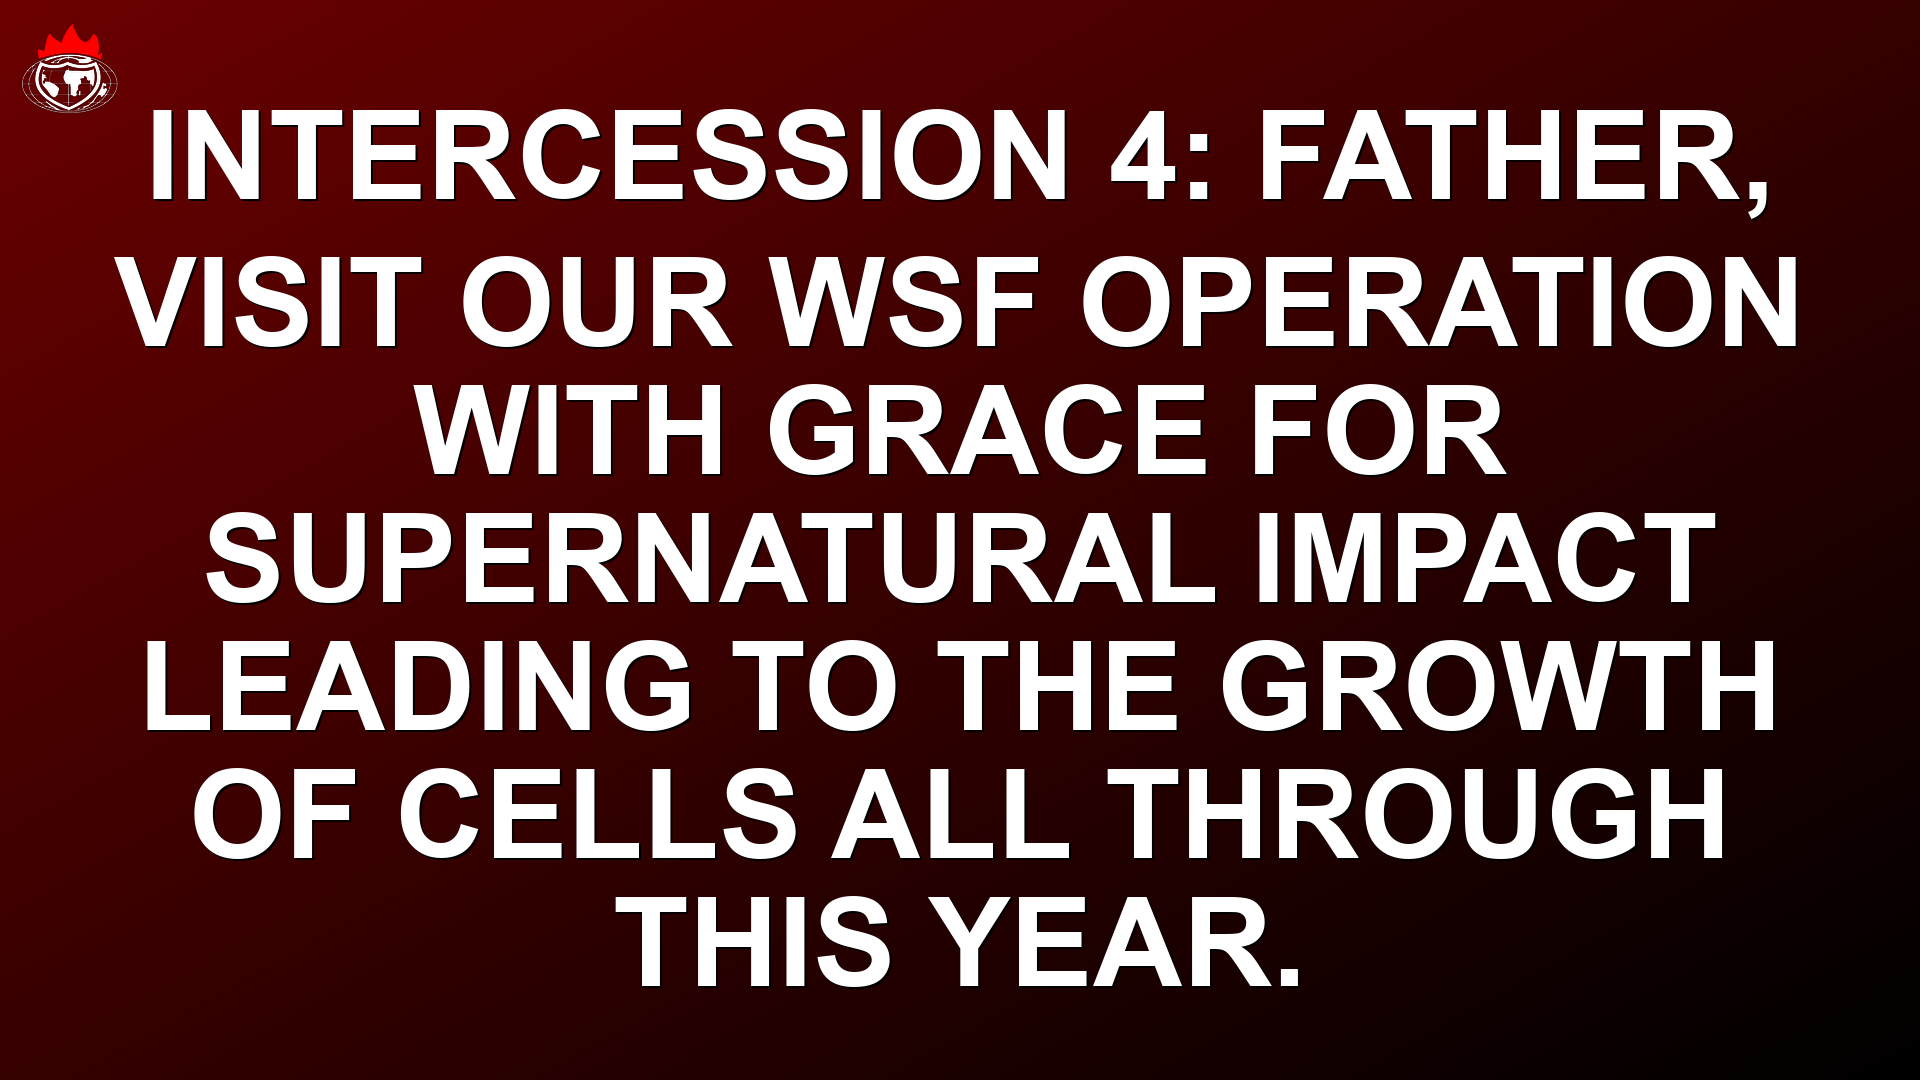 INTERCESSION 4: FATHER,
VISIT OUR WSF OPERATION
WITH GRACE FOR
SUPERNATURAL IMPACT
LEADING TO THE GROWTH
OF CELLS ALL THROUGH
THIS YEAR.